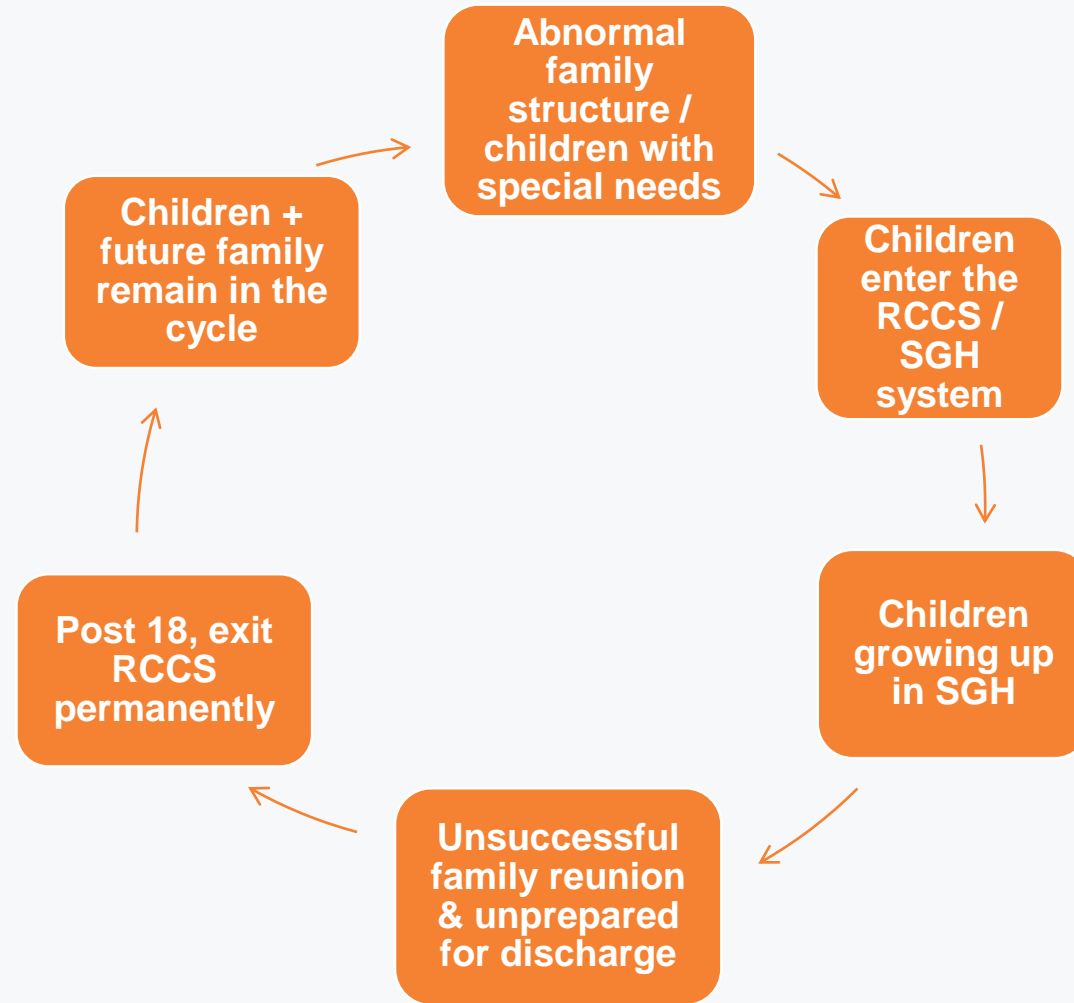 Abnormal
family
structure /
children with
special needs
Children
enter the
RCCS /
SGH
system
Children
growing up
in SGH
Unsuccessful
family reunion
& unprepared
for discharge
Post 18, exit
RCCS
permanently
Children +
future family
remain in the
cycle